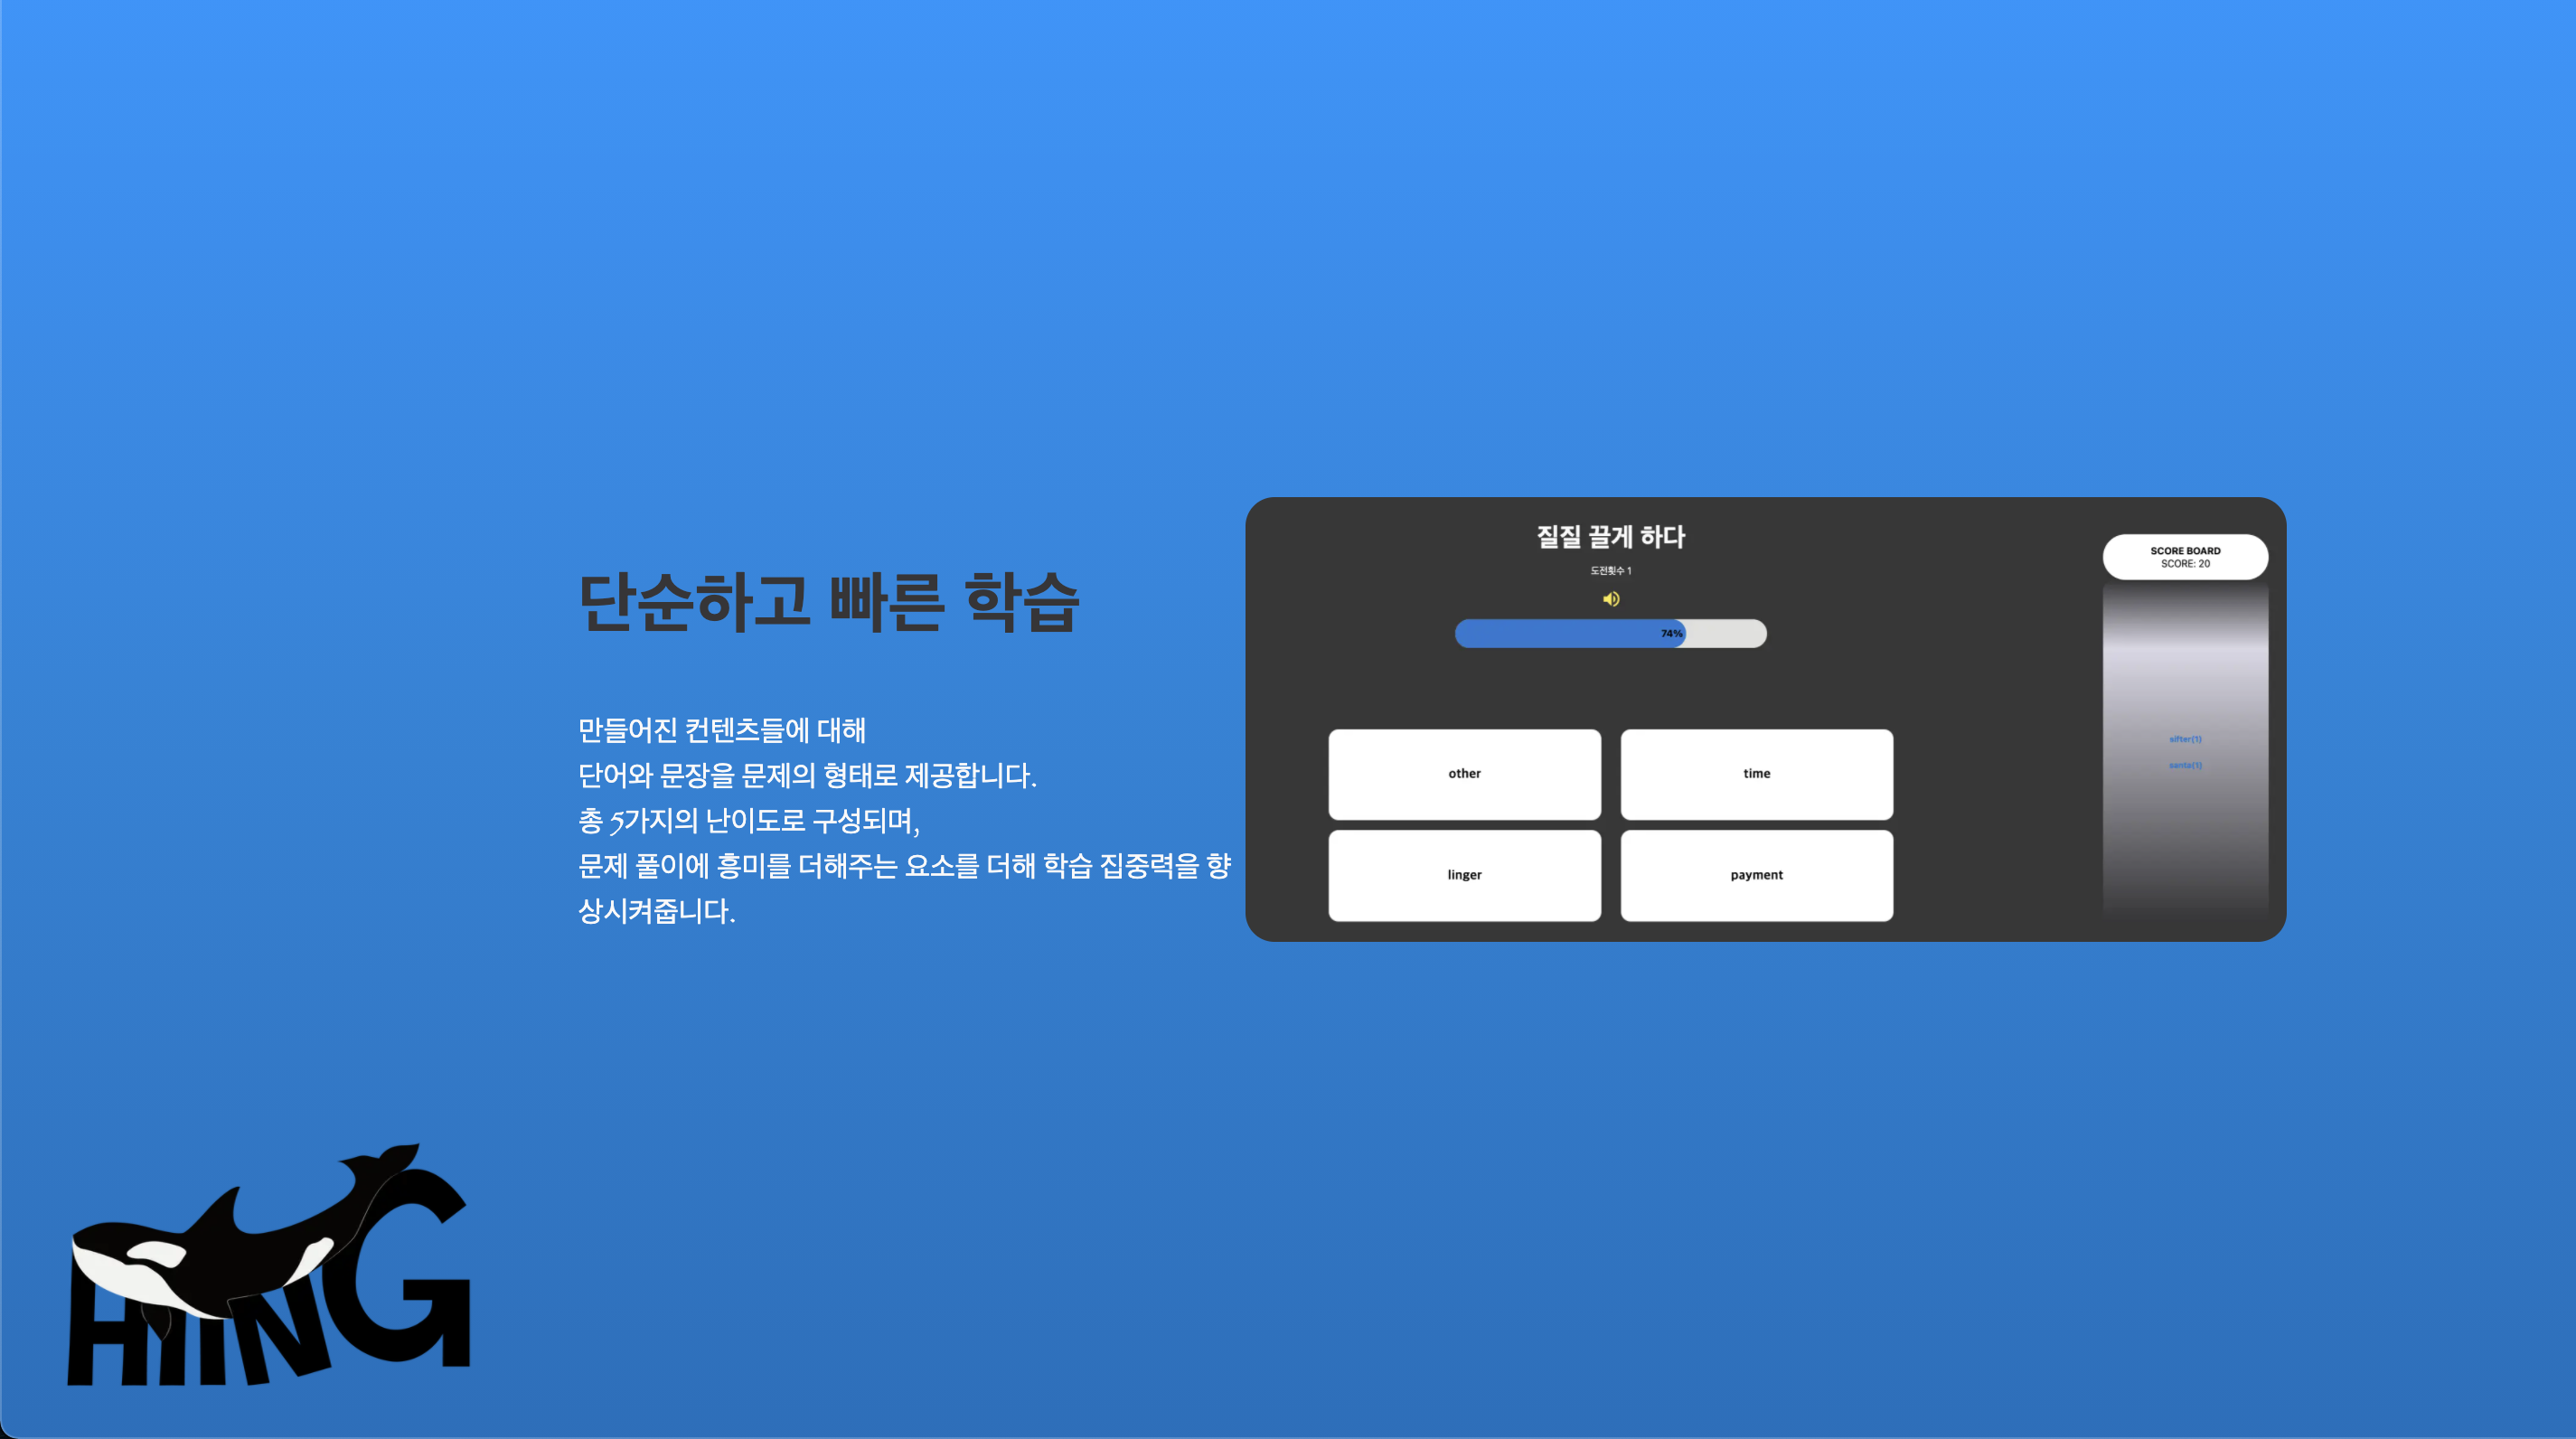 단순하고 빠른 학습
만들어진 컨텐츠들에 대해
단어와 문장을 문제의 형태로 제공합니다.
총 5가지의 난이도로 구성되며,
문제 풀이에 흥미를 더해주는 요소를 더해 학습 집중력을 향
상시켜줍니다.
질질 끌게 하다
도전횟수 1
74%
other
time
linger
payment
SCORE BOARD
SCORE: 20
sifter(1)
santa(1)
HIING